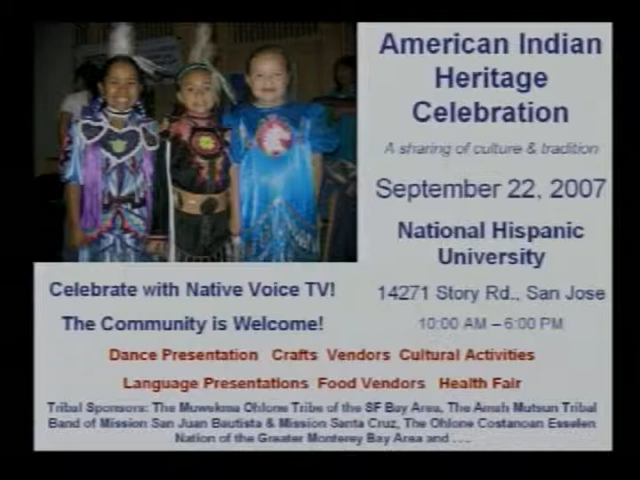 American Indian
Heritage
Celebration
A sharing of culture & tradition
September 22, 2007
National Hispanic
University
14271 Story Rd., San Jose
10:00 AM – 6:00 PM
Celebrate with Native Voice TV!
The Community is Welcome!
Dance Presentation Crafts Vendors Cultural Activities
Language Presentations Food Vendors Health Fair
Tribal Sponsors: The Muwekma Ohlone Tribe of the SF Bay Area, The Amah Mutsun Tribal
Band of Mission San Juan Bautista & Mission Santa Cruz, The Ohlone Costanoan Esselen
Nation of the Greater Monterey Bay Area and . . .